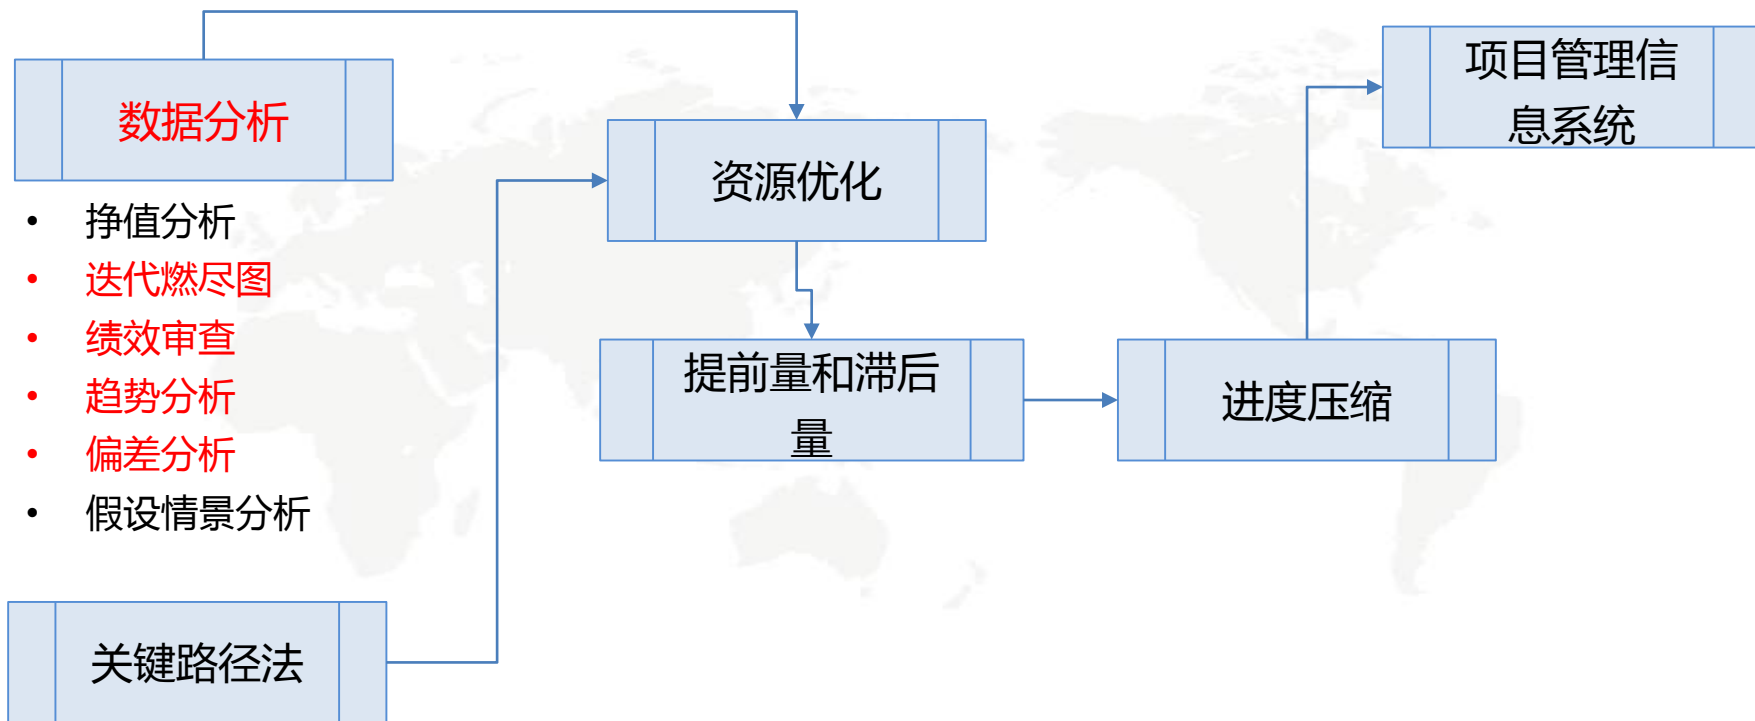 数据分析
• 挣值分析
• 迭代燃尽图
• 绩效审查
• 趋势分析
• 偏差分析
• 假设情景分析
关键路径法
资源优化
提前量和滞后
量
进度压缩
项目管理信
息系统